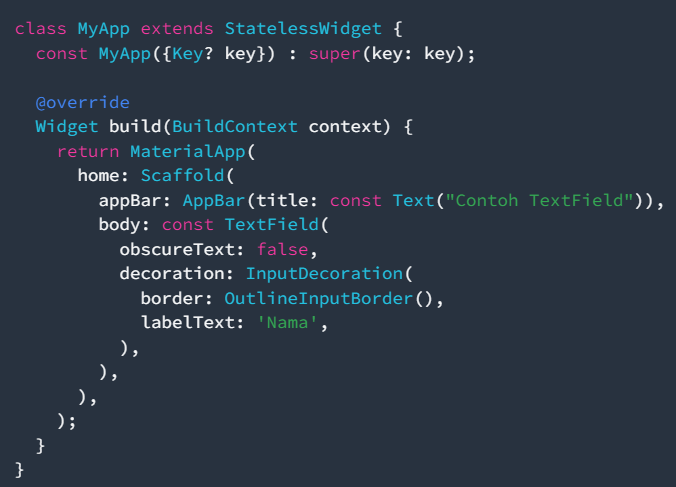 class MyApp extends StatelessWidget {
  const MyApp({Key? key}) : super(key: key);

  @override
  Widget build(BuildContext context) {
    return MaterialApp(
      home: Scaffold(
        appBar: AppBar(title: const Text("Contoh TextField")),
        body: const TextField(
          obscureText: false,
          decoration: InputDecoration(
            border: OutlineInputBorder(),
            labelText: 'Nama',
          ),
        ),
      ),
    );
  }
}